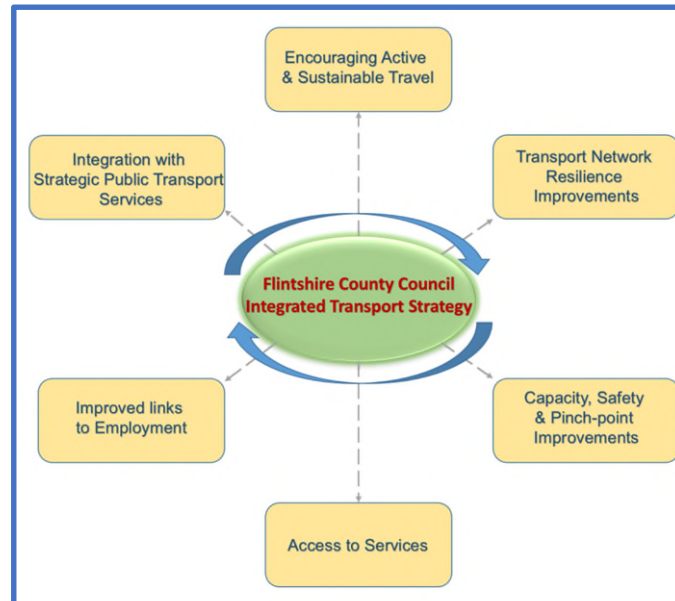 Encouraging Active
& Sustainable Travel
Integration with
Strategic Public Transport
Services
Transport Network
Resilience
Improvements
Flintshire County Council
Integrated Transport Strategy
Improved links
to Employment
Capacity, Safety
& Pinch-point
Improvements
Access to Services